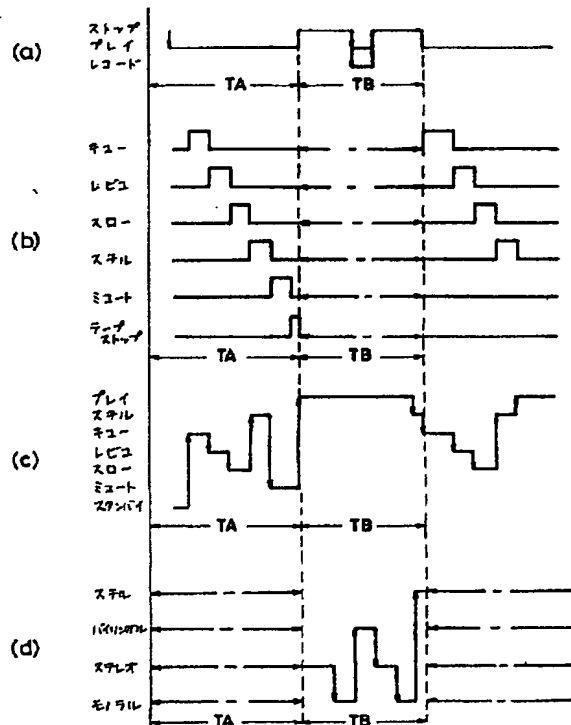 (a)
ストップ
プレイ
レコード
TA
TB
(b)
キュー
レビユ
スロー
スチル
ミュート
テープ
ストップ
TA
TB
(c)
プレイ
スチル
キュー
レビユ
スロー
ミュート
スタンバイ
TA
TB
(d)
スチル
バイリンガル
ステレオ
モノラル
TA
TB